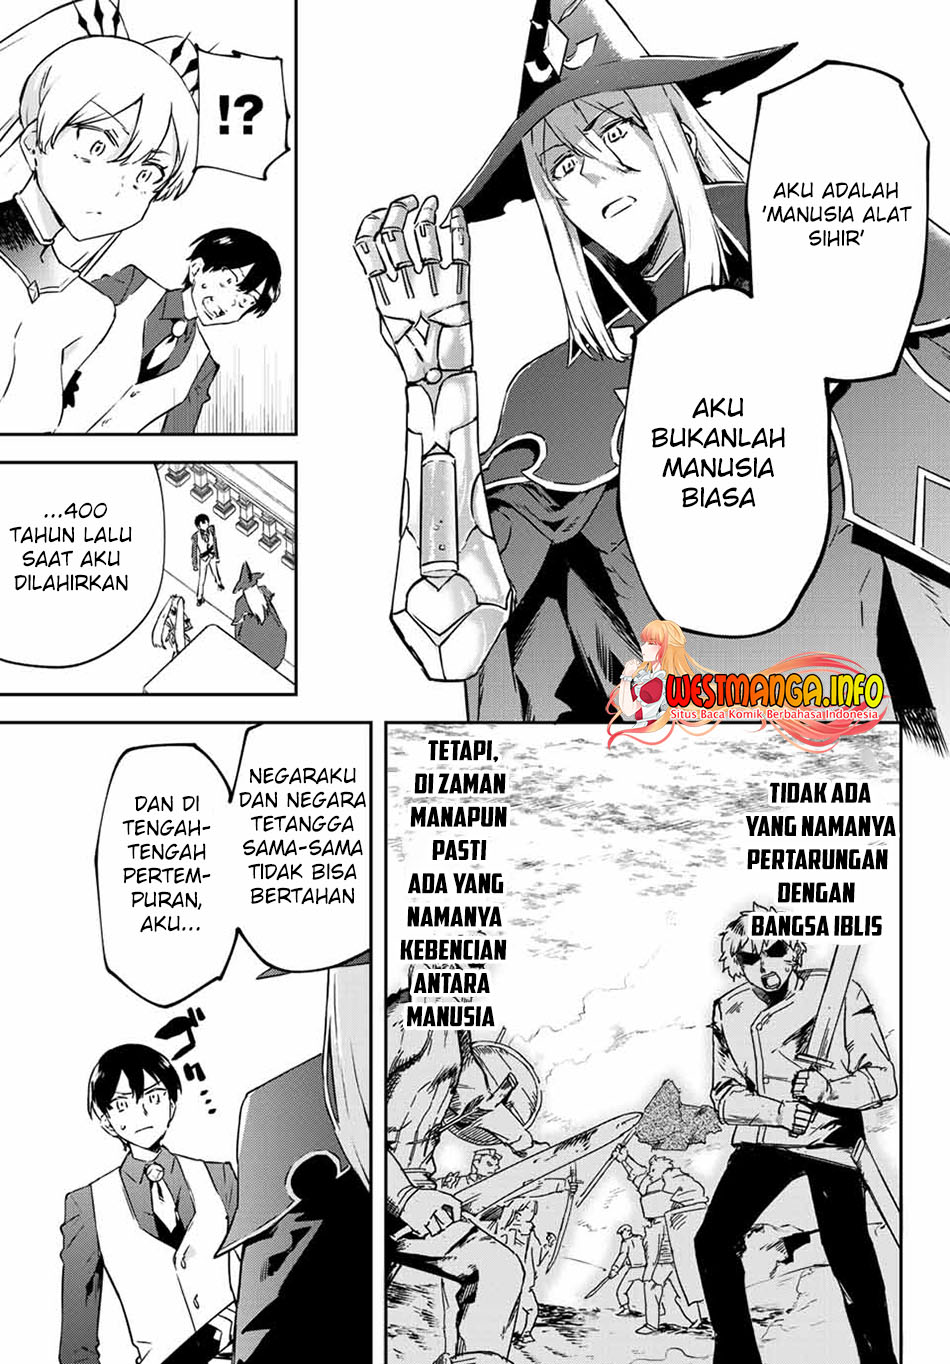 AKU ADALAH
'MANUSIA ALAT
SIHIR'
AKU
BUKANLAH
MANUSIA
BIASA
!?
...400
TAHUN LALU
SAAT AKU
DILAHIRKAN
WESTMANGA.INFO
Situs Baca Komik Berbahasa Indonesia
TIDAK ADA
YANG NAMANYA
PERTARUNGAN
DENGAN
BANGSA IBLIS
TETAPI,
DI ZAMAN
MANAPUN
PASTI
ADA YANG
NAMANYA
KEBENCIAN
ANTARA
MANUSIA
NEGARAKU
DAN NEGARA
TETANGGA
SAMA-SAMA
TIDAK BISA
BERTAHAN
DAN DI
TENGAH-
TENGAH
PERTEM-
PURAN,
AKU...
ゴク